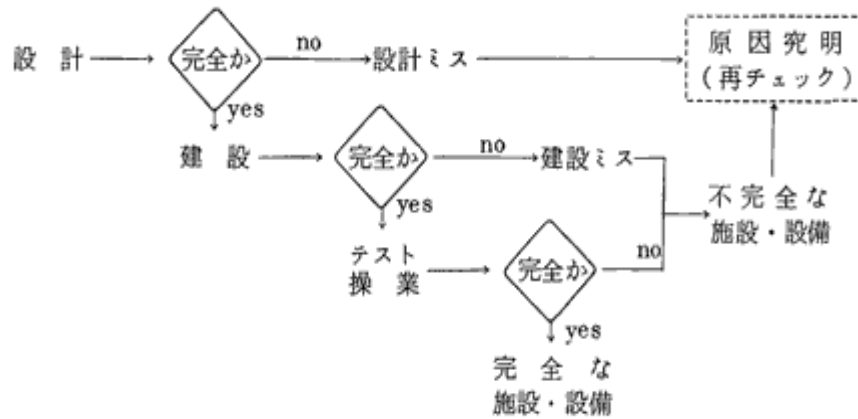 設計
完全か
no
設計ミス
原因究明
(再チェック)
yes
建設
完全か
no
建設ミス
不完全な
施設・設備
yes
テスト
操業
完全か
no
yes
完全な
施設・設備